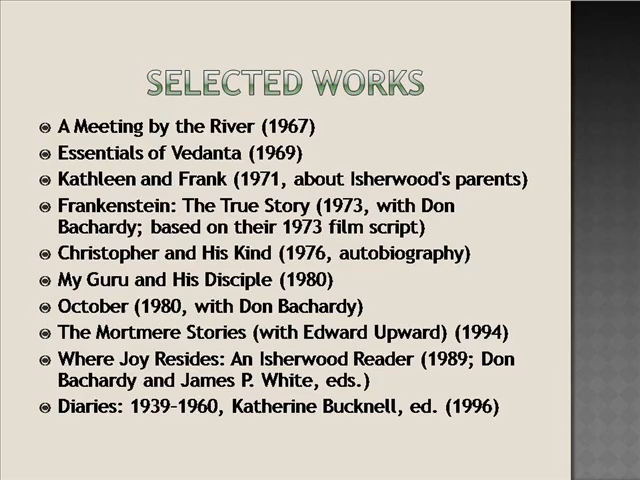 SELECTED WORKS
A Meeting by the River (1967)
Essentials of Vedanta (1969)
Kathleen and Frank (1971, about Isherwood's parents)
Frankenstein: The True Story (1973, with Don
Bachardy; based on their 1973 film script)
Christopher and His Kind (1976, autobiography)
My Guru and His Disciple (1980)
October (1980, with Don Bachardy)
The Mortmere Stories (with Edward Upward) (1994)
Where Joy Resides: An Isherwood Reader (1989; Don
Bachardy and James P. White, eds.)
Diaries: 1939-1960, Katherine Bucknell, ed. (1996)